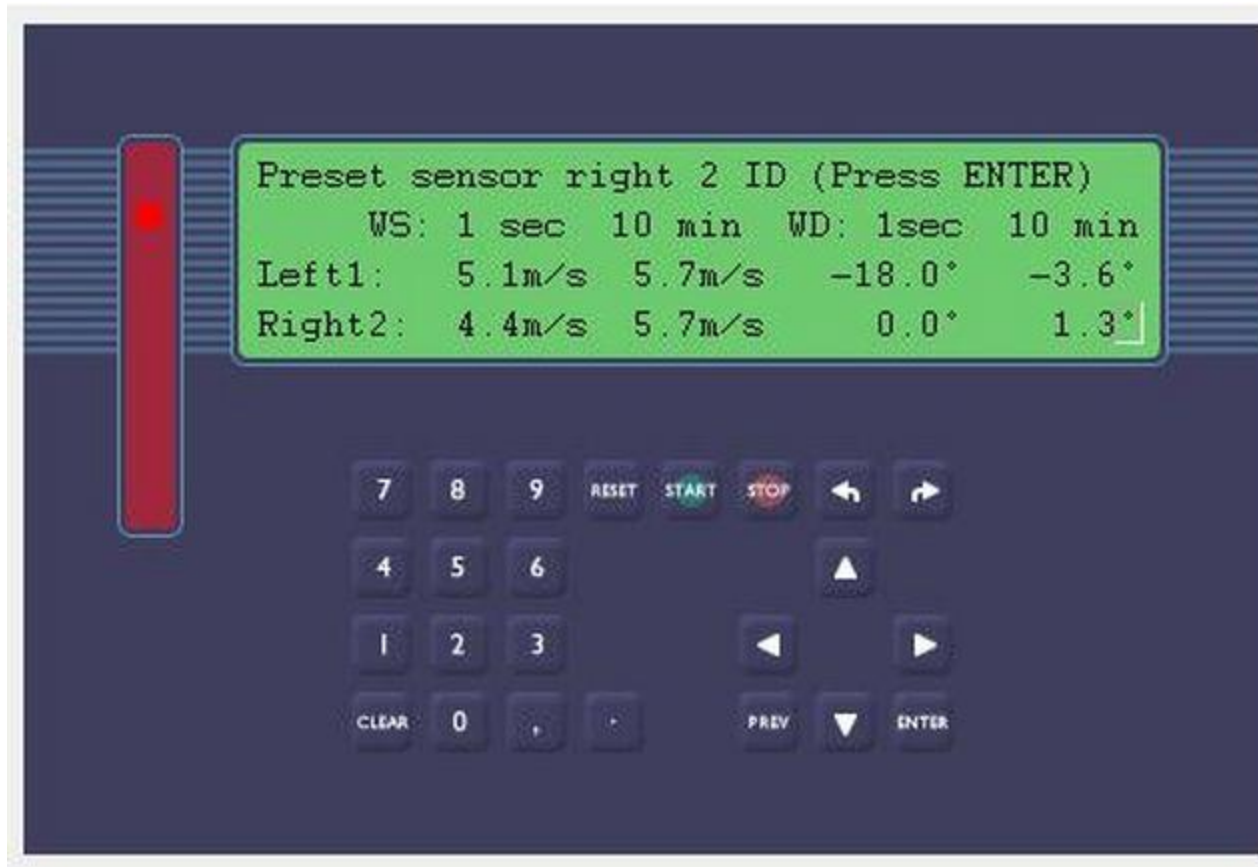 Preset sensor right 2 ID (Press ENTER)
WS: 1 sec 10 min WD: 1sec 10 min
Left1: 5.1m/s 5.7m/s -18.0° -3.6°
Right2: 4.4m/s 5.7m/s 0.0° 1.3°
7 8 9 RESET START STOP
4 5 6
1 2 3
CLEAR 0 , . PREV ENTER